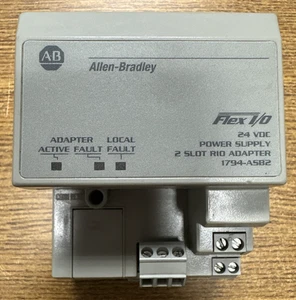 AB
Allen-Bradley
Flex I/O
24 VDC
POWER SUPPLY
2 SLOT RIO ADAPTER
1794-ASB2
ADAPTER LOCAL
ACTIVE FAULT FAULT